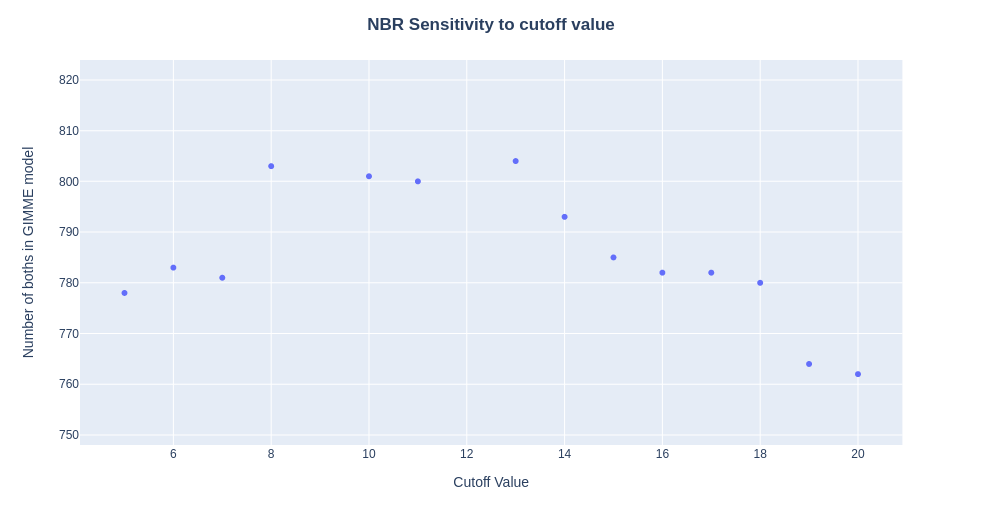 NBR Sensitivity to cutoff value
Number of boths in GIMME model
820
810
800
790
780
770
760
750
6 8 10 12 14 16 18 20
Cutoff Value